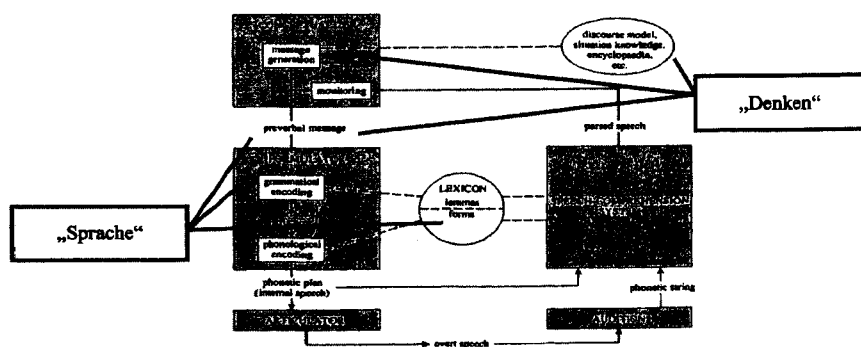 message
generation
monitoring
discourse model,
situation knowledge,
encyclopaedia,
etc.
„Denken“
preverbal message
parsed speech
grammatical
encoding
LEXICON
lemmas
forms
„Sprache“
phonological
encoding
phonetic plan
(internal speech)
phonetic string
ARTICULATOR
AUDITION
overt speech